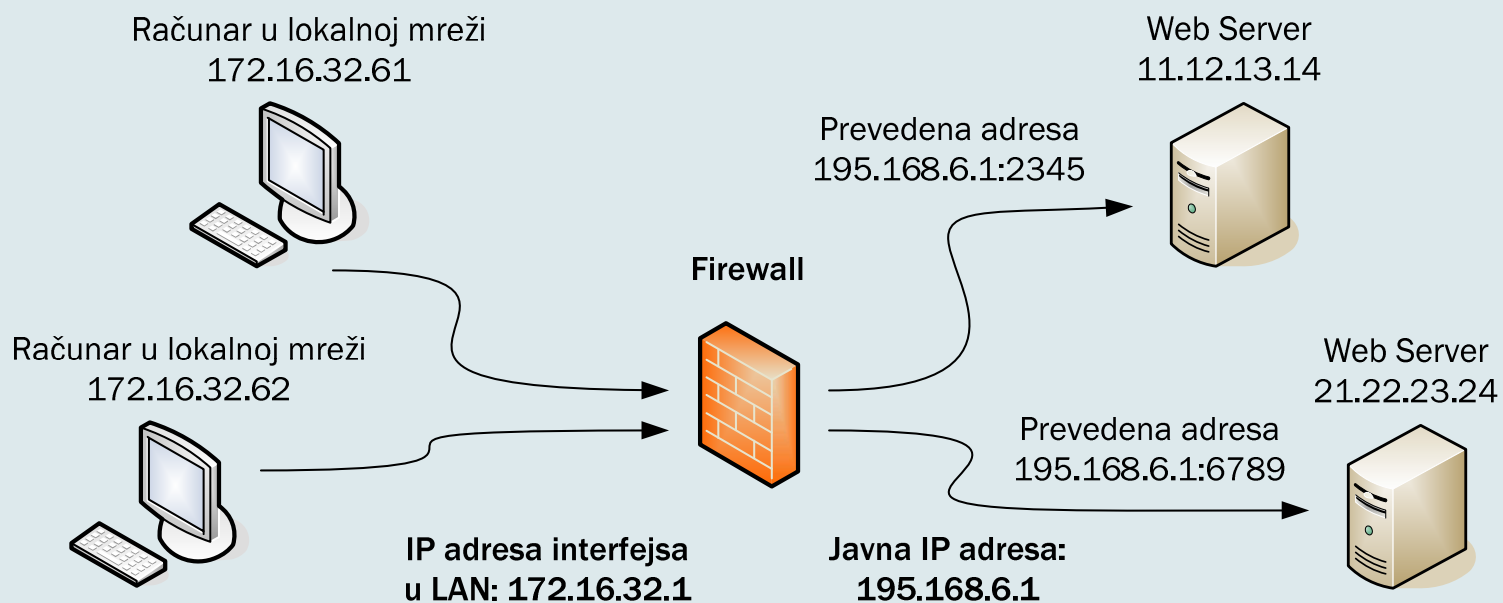 Računar u lokalnoj mreži
172.16.32.61
Web Server
11.12.13.14
Prevedena adresa
195.168.6.1:2345
Firewall
Računar u lokalnoj mreži
172.16.32.62
Web Server
21.22.23.24
Prevedena adresa
195.168.6.1:6789
IP adresa interfejsa
u LAN: 172.16.32.1
Javna IP adresa:
195.168.6.1